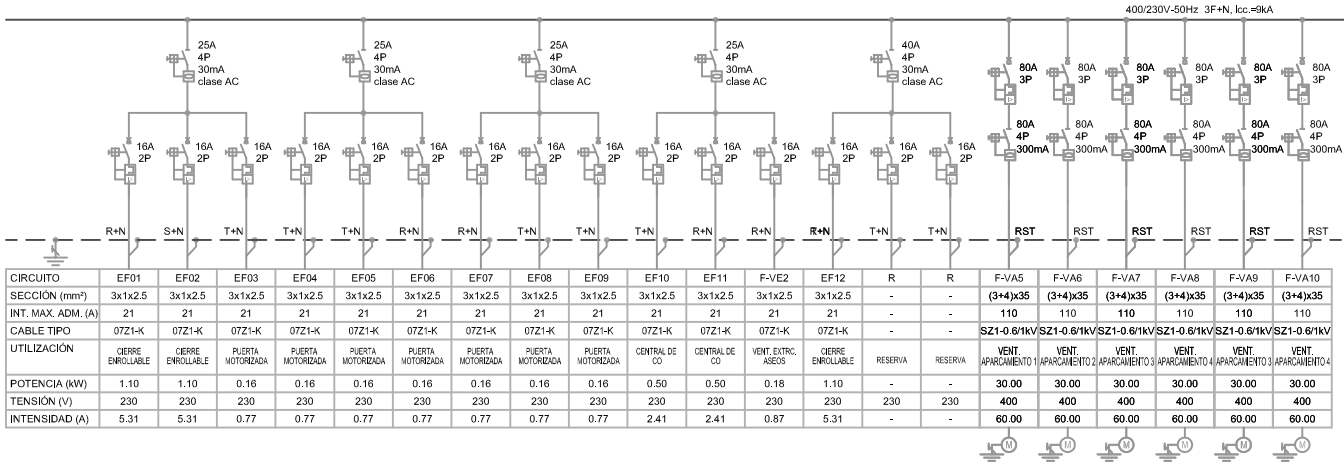 400/230V-50Hz 3F+N, Icc.=9kA
25A 25A 25A 25A 40A
4P 4P 4P 4P 4P
30mA 30mA 30mA 30mA 30mA
clase AC clase AC clase AC clase AC clase AC
80A 80A 80A 80A 80A 80A
3P 3P 3P 3P 3P 3P
80A 80A 80A 80A 80A 80A
4P 4P 4P 4P 4P 4P
300mA 300mA 300mA 300mA 300mA 300mA
16A 16A 16A 16A 16A 16A 16A 16A 16A 16A 16A 16A 16A 16A 16A
2P 2P 2P 2P 2P 2P 2P 2P 2P 2P 2P 2P 2P 2P 2P
R+N S+N T+N T+N T+N R+N R+N T+N T+N T+N R+N R+N +N T+N T+N RST RST RST RST RST RST
CIRCUITO EF01 EF02 EF03 EF04 EF05 EF06 EF07 EF08 EF09 EF10 EF11 F-VE2 EF12 R R F-VA5 F-VA6 F-VA7 F-VA8 F-VA9 F-VA10
SECCIÓN (mm²) 3x1x2.5 3x1x2.5 3x1x2.5 3x1x2.5 3x1x2.5 3x1x2.5 3x1x2.5 3x1x2.5 3x1x2.5 3x1x2.5 3x1x2.5 3x1x2.5 3x1x2.5 - - (3+4)x35 (3+4)x35 (3+4)x35 (3+4)x35 (3+4)x35 (3+4)x35
INT. MAX. ADM. (A) 21 21 21 21 21 21 21 21 21 21 21 21 21 - - 110 110 110 110 110 110
CABLE TIPO 07Z1-K 07Z1-K 07Z1-K 07Z1-K 07Z1-K 07Z1-K 07Z1-K 07Z1-K 07Z1-K 07Z1-K 07Z1-K 07Z1-K 07Z1-K - - SZ1-0.6/1kV SZ1-0.6/1kV SZ1-0.6/1kV SZ1-0.6/1kV SZ1-0.6/1kV SZ1-0.6/1kV
UTILIZACIÓN CIERRE CIERRE PUERTA PUERTA PUERTA PUERTA PUERTA PUERTA PUERTA CENTRAL DE CENTRAL DE VENT. EXTRC. CIERRE RESERVA RESERVA VENT. VENT. VENT. VENT. VENT. VENT.
ENROLLABLE ENROLLABLE MOTORIZADA MOTORIZADA MOTORIZADA MOTORIZADA MOTORIZADA MOTORIZADA MOTORIZADA CO CO ASEOS ENROLLABLE APARCAMIENTO 1 APARCAMIENTO 2 APARCAMIENTO 3 APARCAMIENTO 4 APARCAMIENTO 3 APARCAMIENTO 4
POTENCIA (kW) 1.10 1.10 0.16 0.16 0.16 0.16 0.16 0.16 0.16 0.50 0.50 0.18 1.10 - - 30.00 30.00 30.00 30.00 30.00 30.00
TENSIÓN (V) 230 230 230 230 230 230 230 230 230 230 230 230 230 230 230 400 400 400 400 400 400
INTENSIDAD (A) 5.31 5.31 0.77 0.77 0.77 0.77 0.77 0.77 0.77 2.41 2.41 0.87 5.31 - - 60.00 60.00 60.00 60.00 60.00 60.00
M M M M M M